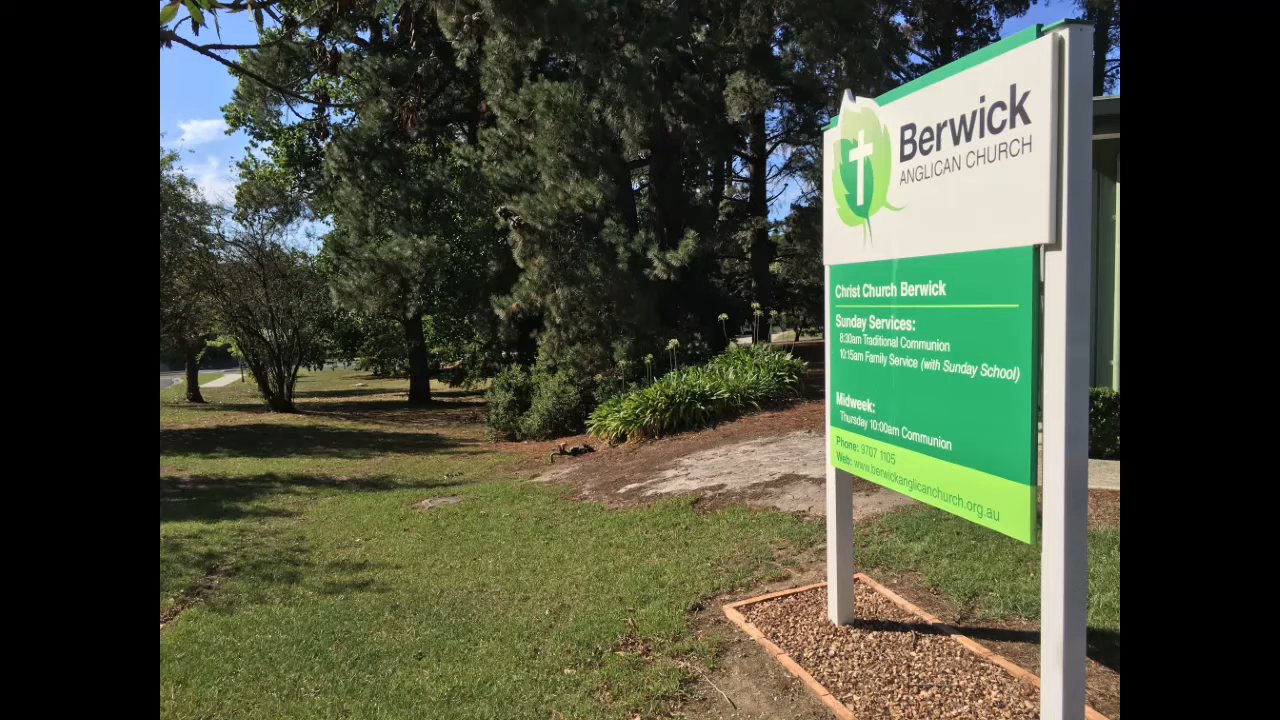 Berwick
ANGLICAN CHURCH
Christ Church Berwick
Sunday Services:
8:30am Traditional Communion
10:15am Family Service (with Sunday School)
Midweek:
Thursday 10:00am Communion
Phone: 9707 1105
Web: www.berwickanglicanchurch.org.au